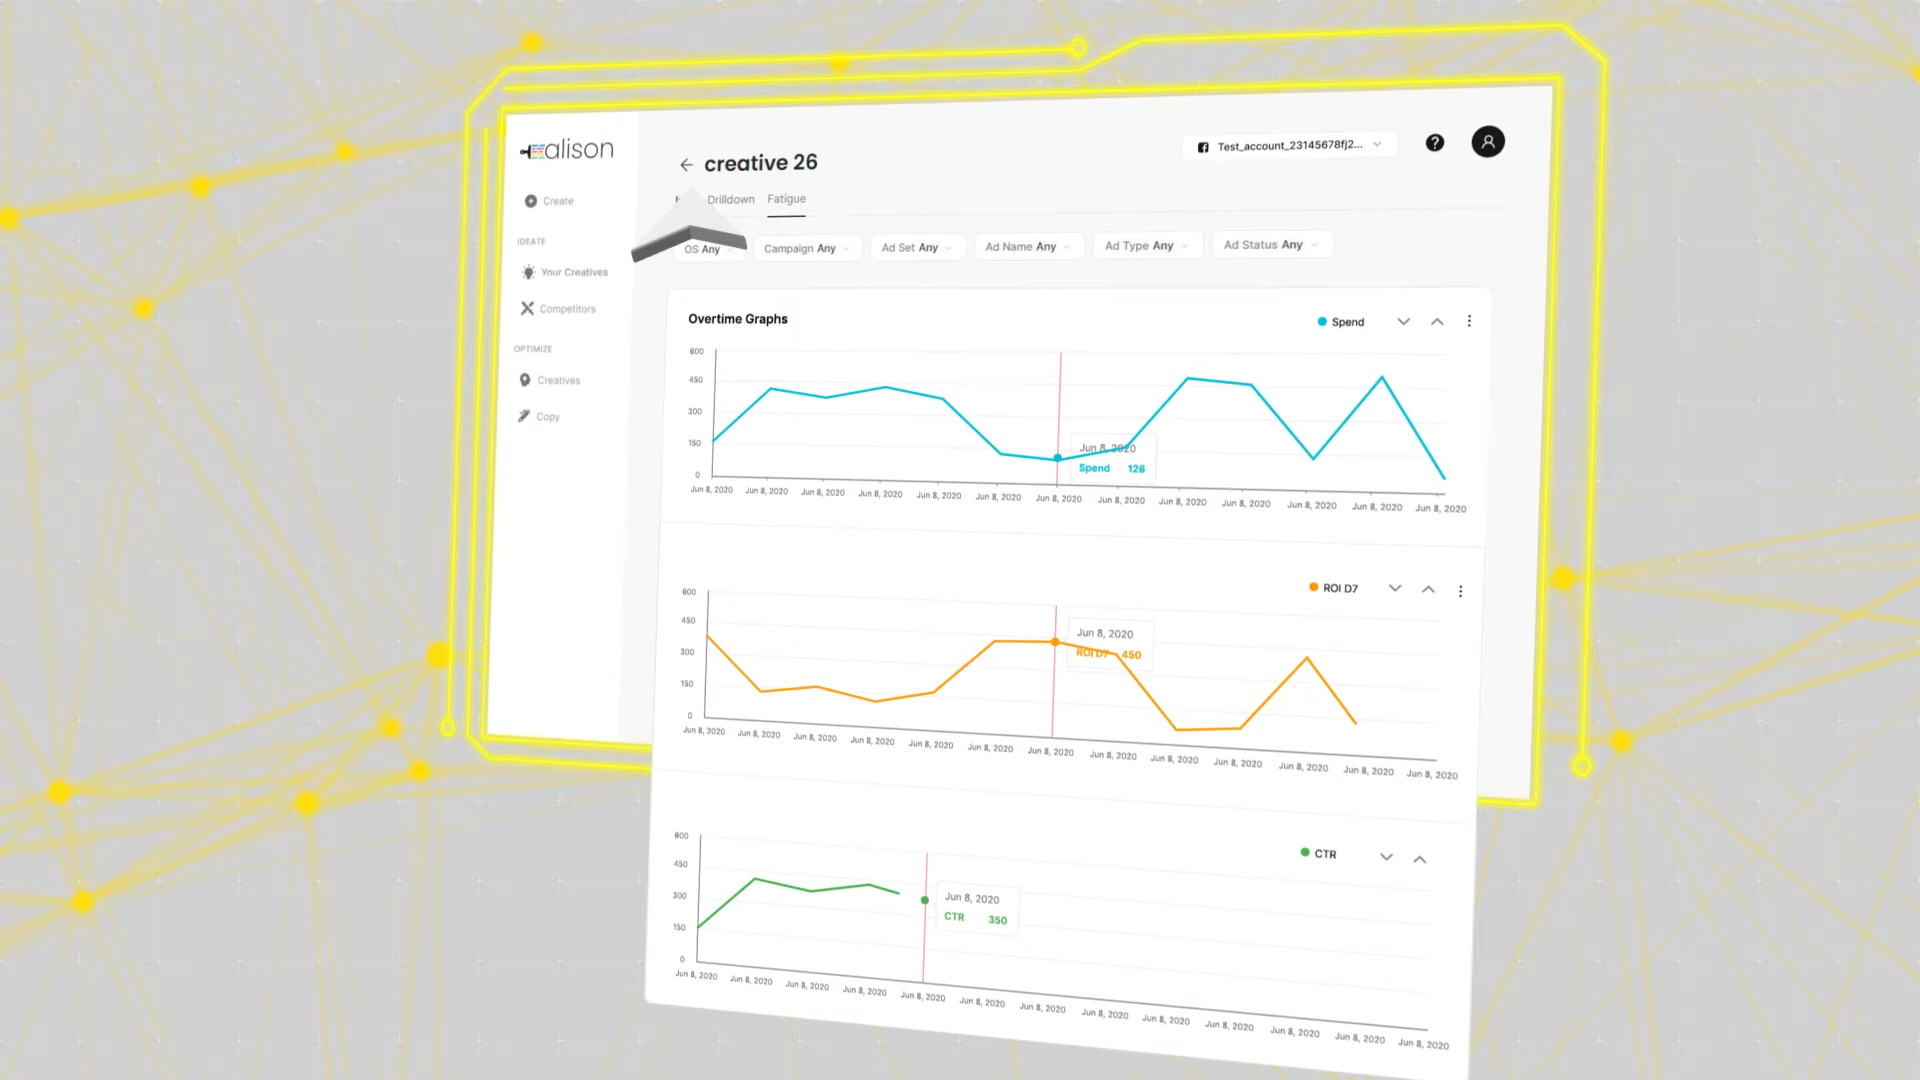 alison
creative 26
Test_account_23145678fj2...
?
Create
Drilldown
Fatigue
IDEATE
OS Any
Campaign Any
Ad Set Any
Ad Name Any
Ad Type Any
Ad Status Any
Your Creatives
Competitors
OPTIMIZE
Creatives
Copy
Overtime Graphs
Spend
600
450
300
150
0
Jun 8, 2020
Spend 126
Jun 8, 2020 Jun 8, 2020 Jun 8, 2020 Jun 8, 2020 Jun 8, 2020 Jun 8, 2020 Jun 8, 2020 Jun 8, 2020 Jun 8, 2020 Jun 8, 2020 Jun 8, 2020 Jun 8, 2020 Jun 8, 2020
ROI D7
600
450
300
150
0
Jun 8, 2020
ROI D7 450
Jun 8, 2020 Jun 8, 2020 Jun 8, 2020 Jun 8, 2020 Jun 8, 2020 Jun 8, 2020 Jun 8, 2020 Jun 8, 2020 Jun 8, 2020 Jun 8, 2020 Jun 8, 2020 Jun 8, 2020 Jun 8, 2020
CTR
600
450
300
150
0
Jun 8, 2020
CTR 350
Jun 8, 2020 Jun 8, 2020 Jun 8, 2020 Jun 8, 2020 Jun 8, 2020 Jun 8, 2020 Jun 8, 2020 Jun 8, 2020 Jun 8, 2020 Jun 8, 2020 Jun 8, 2020 Jun 8, 2020 Jun 8, 2020